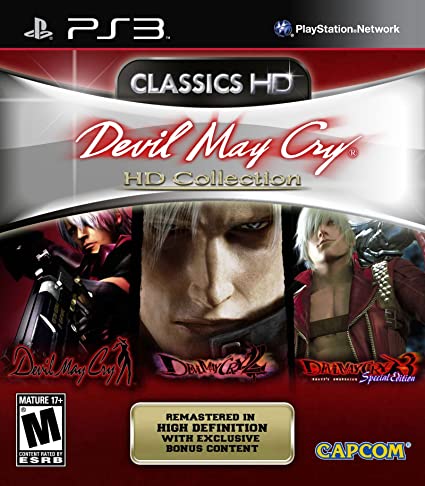 PS3
PlayStation®Network
CLASSICS HD
Devil May Cry®
HD Collection
Devil May Cry
Devil May Cry 2
Devil May Cry 3
DANTE'S AWAKENING
Special Edition
MATURE 17+
M
CONTENT RATED BY
ESRB
REMASTERED IN
HIGH DEFINITION
WITH EXCLUSIVE
BONUS CONTENT
CAPCOM®